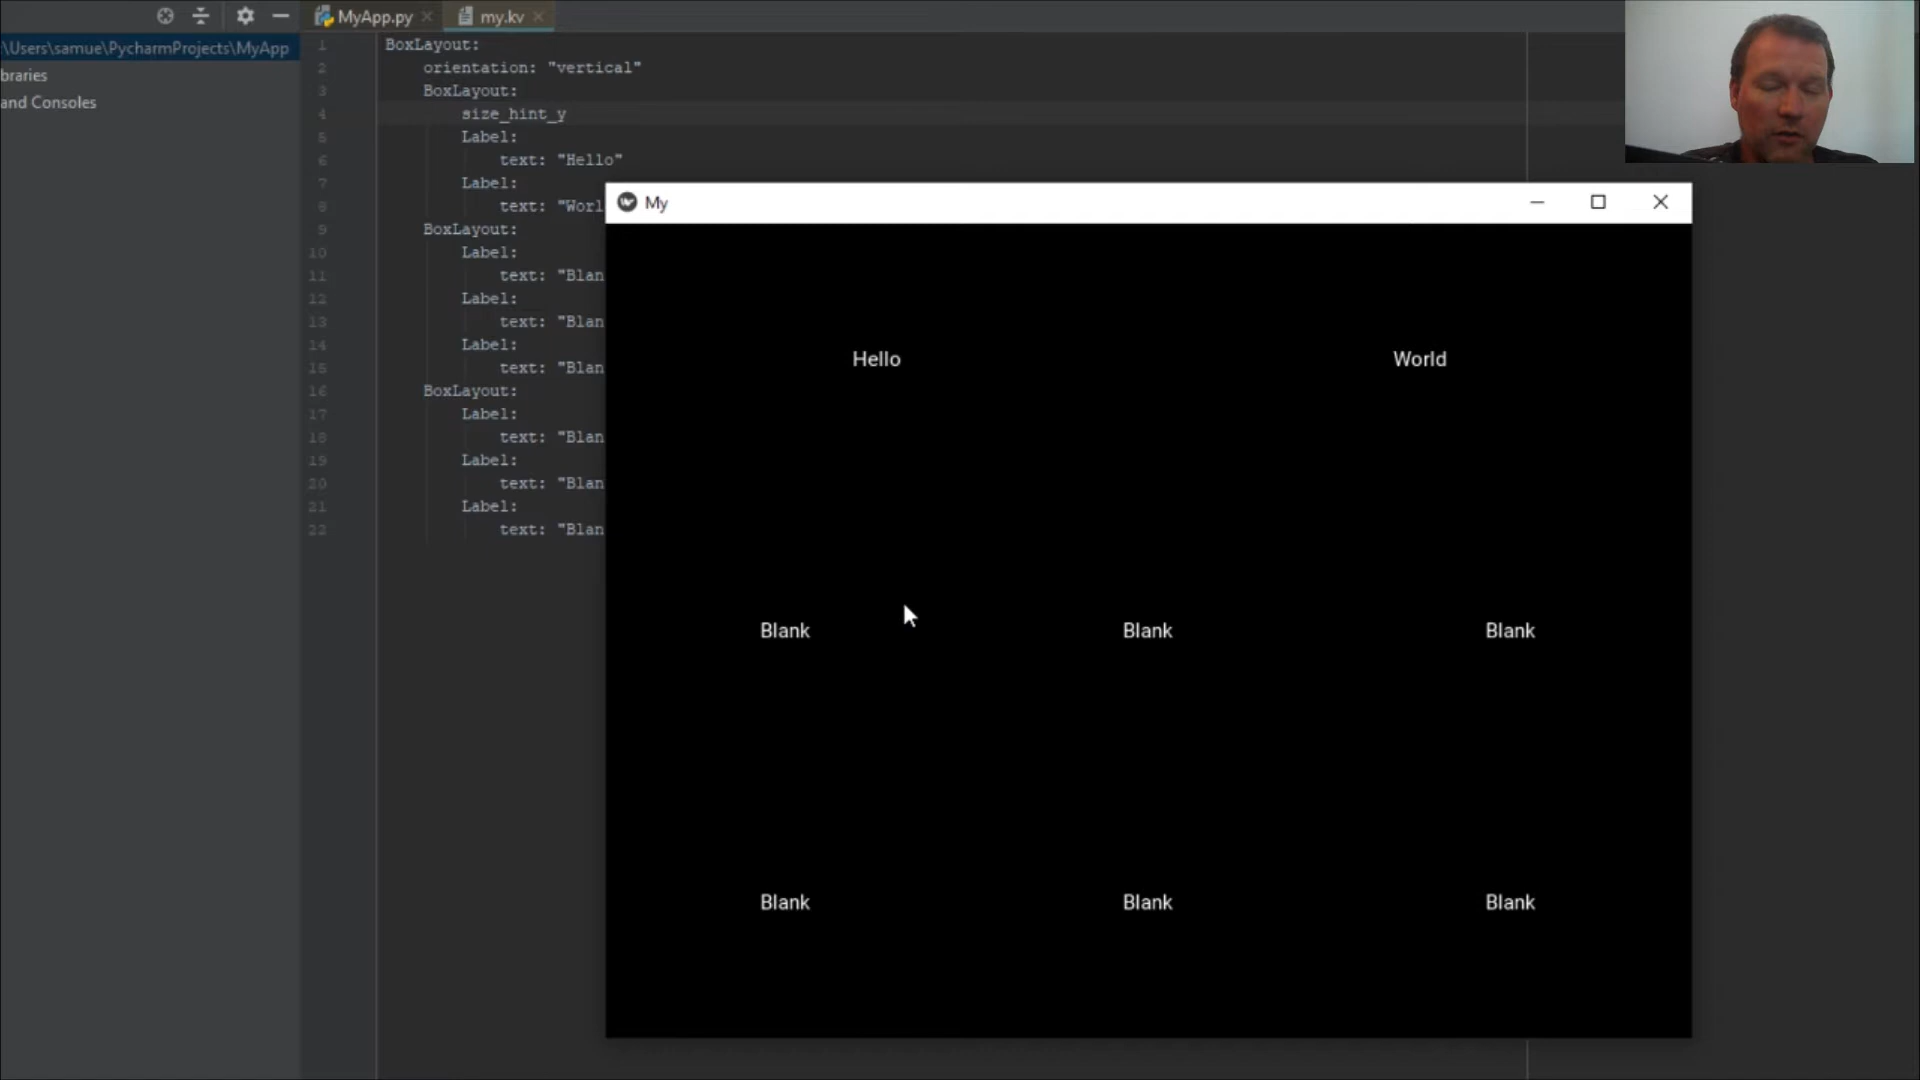 MyApp.py
my.kv
\Users\samue\PycharmProjects\MyApp
braries
and Consoles
1 BoxLayout:
2 orientation: "vertical"
3 BoxLayout:
4 size_hint_y
5 Label:
6 text: "Hello"
7 Label:
8 text: "Worl
9 BoxLayout:
10 Label:
11 text: "Blan
12 Label:
13 text: "Blan
14 Label:
15 text: "Blan
16 BoxLayout:
17 Label:
18 text: "Blan
19 Label:
20 text: "Blan
21 Label:
22 text: "Blan
My
Hello World
Blank Blank Blank
Blank Blank Blank